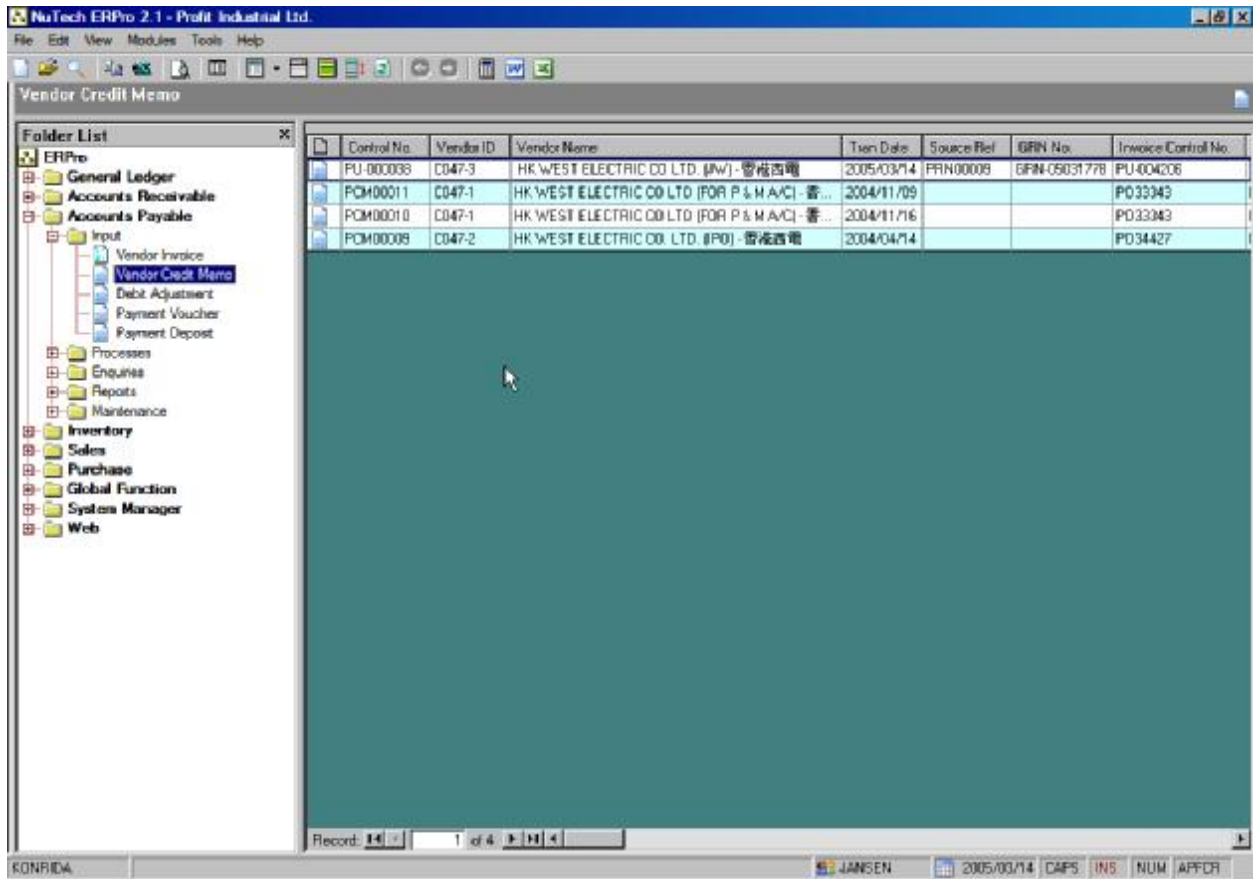 NuTech ERPro 2.1 - Profit Industrial Ltd.
File Edit View Modules Tools Help
Vendor Credit Memo
Folder List
ERPro
General Ledger
Accounts Receivable
Accounts Payable
Input
Vendor Invoice
Vendor Credit Memo
Debit Adjustment
Payment Voucher
Payment Deposit
Processes
Enquiries
Reports
Maintenance
Inventory
Sales
Purchase
Global Function
System Manager
Web
Control No. Vendor ID Vendor Name Tran Date Source Ref GRN No. Invoice Control No.
PU-000038 C047-3 HK WEST ELECTRIC CO LTD. (JW) - 香港西電 2005/03/14 PRN00009 GRN-05031778 PU-004206
PCM00011 C047-1 HK WEST ELECTRIC CO LTD (FOR P & M A/C) - 香... 2004/11/09 PO33343
PCM00010 C047-1 HK WEST ELECTRIC CO LTD (FOR P & M A/C) - 香... 2004/11/16 PO33343
PCM00009 C047-2 HK WEST ELECTRIC CO. LTD. (IPO) - 香港西電 2004/04/14 PO34427
Record: 1 of 4
KONRIDA JANSEN 2005/03/14 CAPS INS NUM APFCR